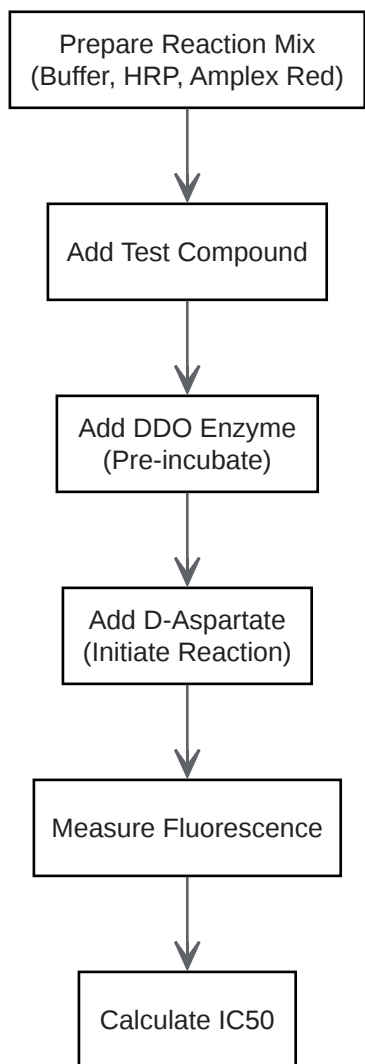 Prepare Reaction Mix
(Buffer, HRP, Amplex Red)
Add Test Compound
Add DDO Enzyme
(Pre-incubate)
Add D-Aspartate
(Initiate Reaction)
Measure Fluorescence
Calculate IC50